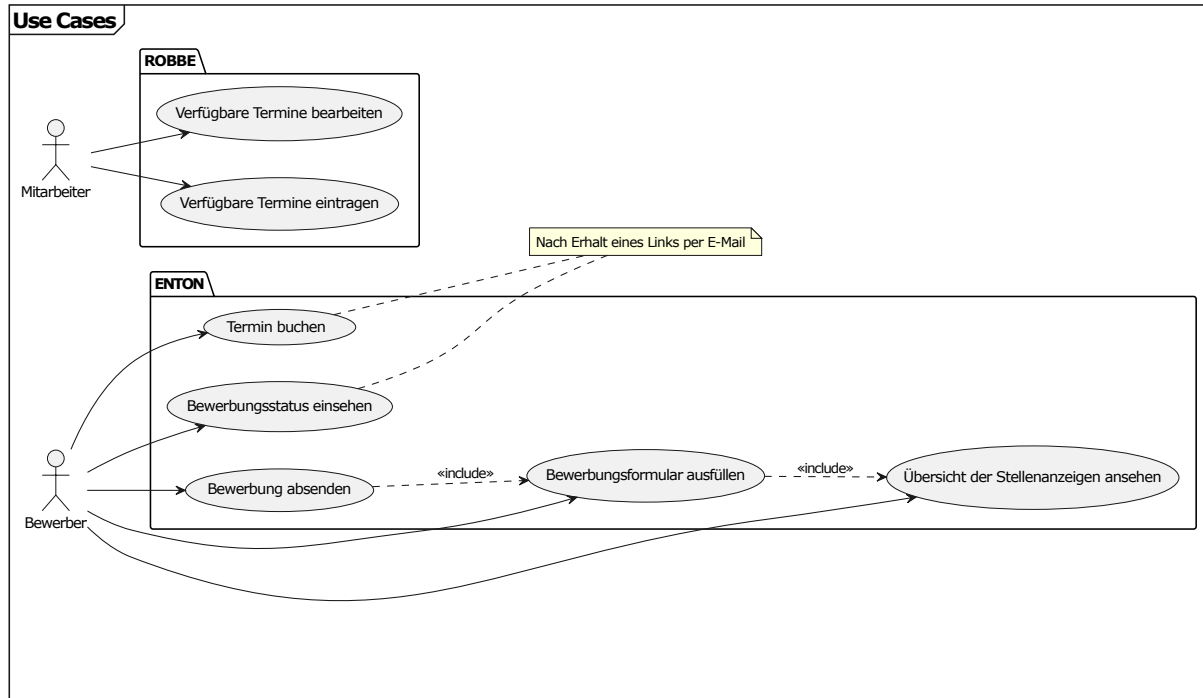 Use Cases
ROBBE
Verfügbare Termine bearbeiten
Mitarbeiter
Verfügbare Termine eintragen
Nach Erhalt eines Links per E-Mail
ENTON
Termin buchen
Bewerbungsstatus einsehen
Bewerber
Bewerbung absenden
«include»
Bewerbungsformular ausfüllen
«include»
Übersicht der Stellenanzeigen ansehen